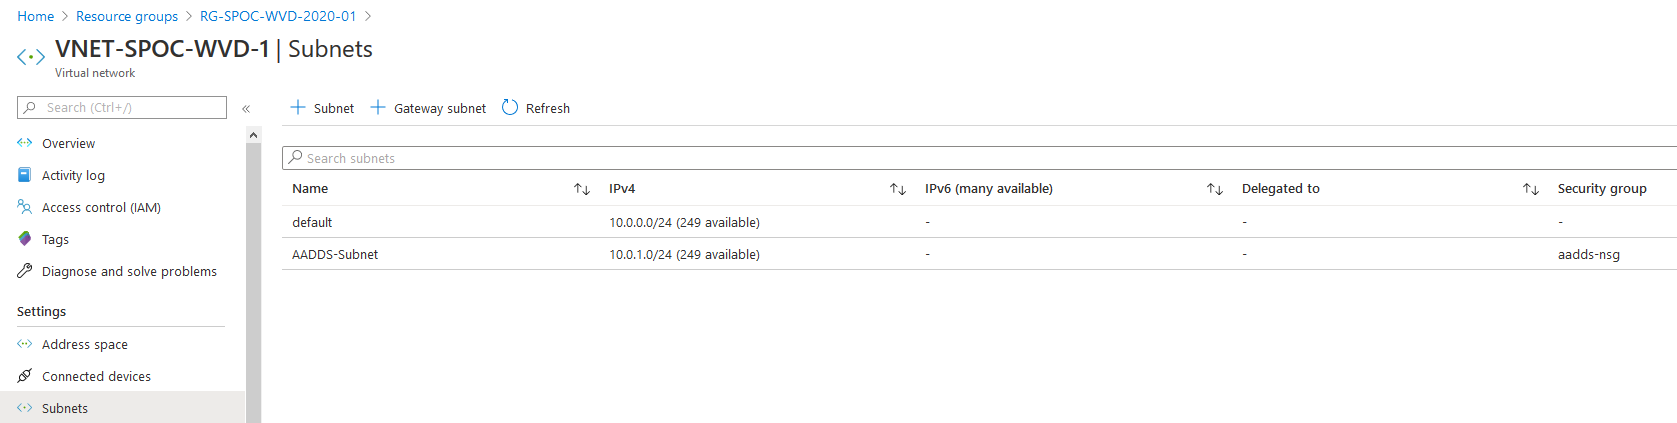 Home > Resource groups > RG-SPOC-WVD-2020-01 >
VNET-SPOC-WVD-1 | Subnets
Virtual network
Search (Ctrl+/)
«
Overview
Activity log
Access control (IAM)
Tags
Diagnose and solve problems
Settings
Address space
Connected devices
Subnets
+ Subnet + Gateway subnet Refresh
Search subnets
Name IPv4 IPv6 (many available) Delegated to Security group
default 10.0.0.0/24 (249 available) - - -
AADDS-Subnet 10.0.1.0/24 (249 available) - - aadds-nsg